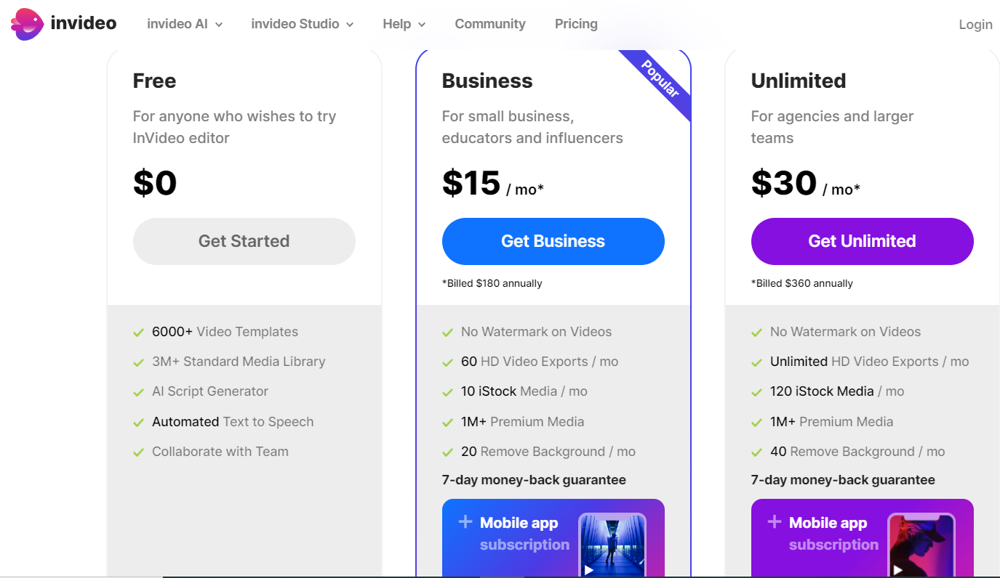 invideo
invideo AI
invideo Studio
Help
Community
Pricing
Login
Free
For anyone who wishes to try
InVideo editor
$0
Get Started
6000+ Video Templates
3M+ Standard Media Library
AI Script Generator
Automated Text to Speech
Collaborate with Team
Popular
Business
For small business,
educators and influencers
$15 / mo*
Get Business
*Billed $180 annually
No Watermark on Videos
60 HD Video Exports / mo
10 iStock Media / mo
1M+ Premium Media
20 Remove Background / mo
7-day money-back guarantee
+ Mobile app
subscription
Unlimited
For agencies and larger
teams
$30 / mo*
Get Unlimited
*Billed $360 annually
No Watermark on Videos
Unlimited HD Video Exports / mo
120 iStock Media / mo
1M+ Premium Media
40 Remove Background / mo
7-day money-back guarantee
+ Mobile app
subscription